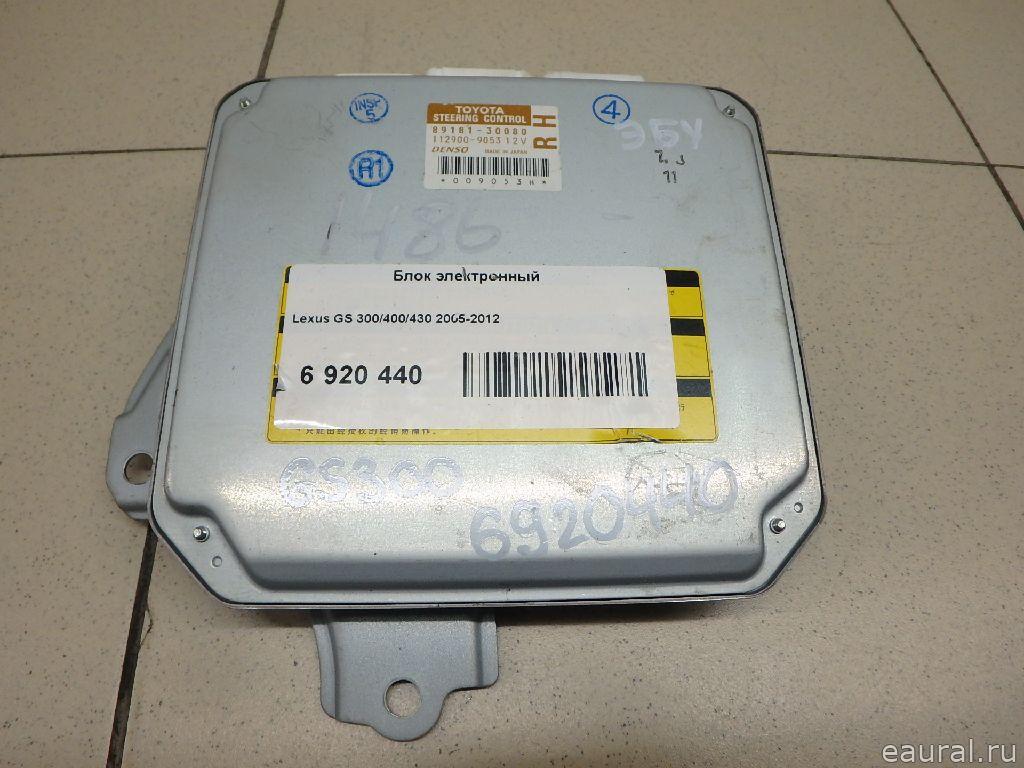 INSP
5
TOYOTA
STEERING CONTROL
89181-30080
112900-9053 12V
DENSO MADE IN JAPAN
RH
*009053R*
4
ЭБУ
R1
1486
Блок электронный
Lexus GS 300/400/430 2005-2012
6 920 440
GS300
6920440
eaural.ru